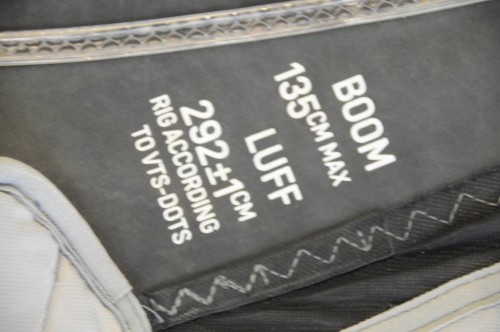 BOOM
135CM MAX
LUFF
292±1CM
RIG ACCORDING
TO VTS-DOTS